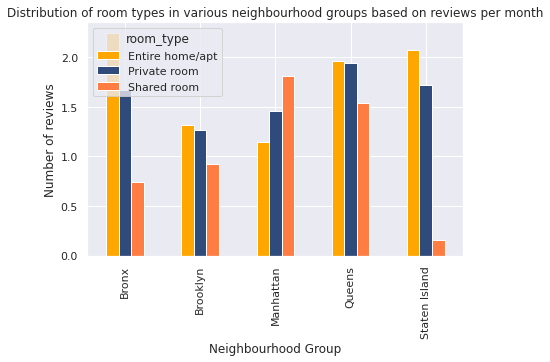 Distribution of room types in various neighbourhood groups based on reviews per month
room_type
Entire home/apt
Private room
Shared room
Number of reviews
2.0
1.5
1.0
0.5
0.0
Bronx
Brooklyn
Manhattan
Queens
Staten Island
Neighbourhood Group